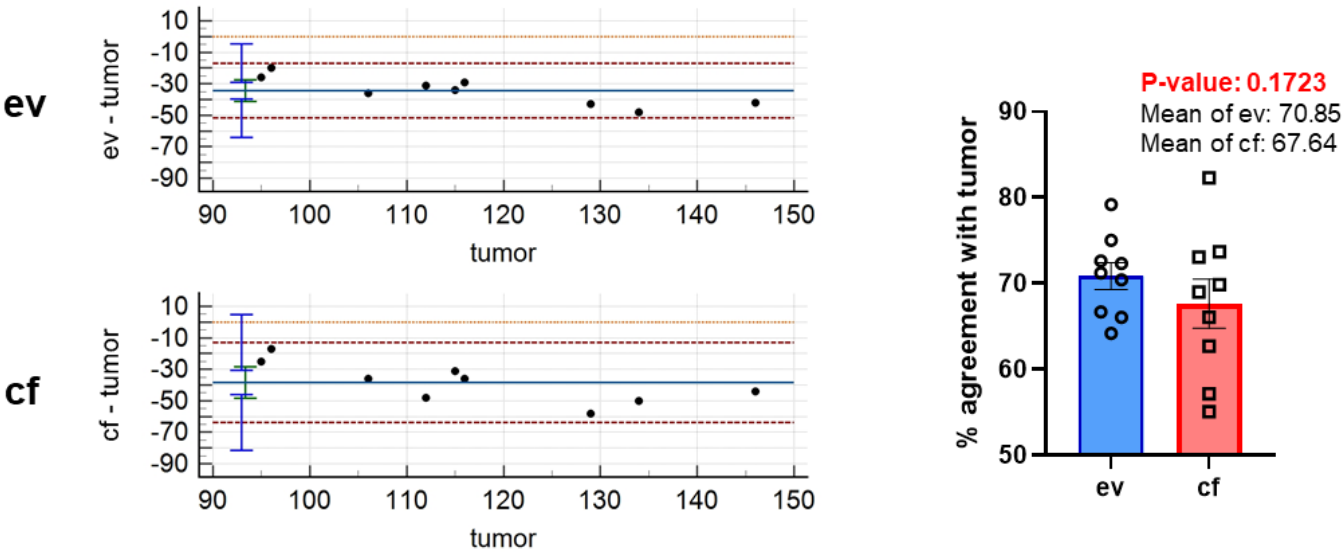 ev
ev - tumor
10
-10
-30
-50
-70
-90
90 100 110 120 130 140 150
tumor
cf
cf - tumor
10
-10
-30
-50
-70
-90
90 100 110 120 130 140 150
tumor
P-value: 0.1723
Mean of ev: 70.85
Mean of cf: 67.64
% agreement with tumor
90
80
70
60
50
ev cf